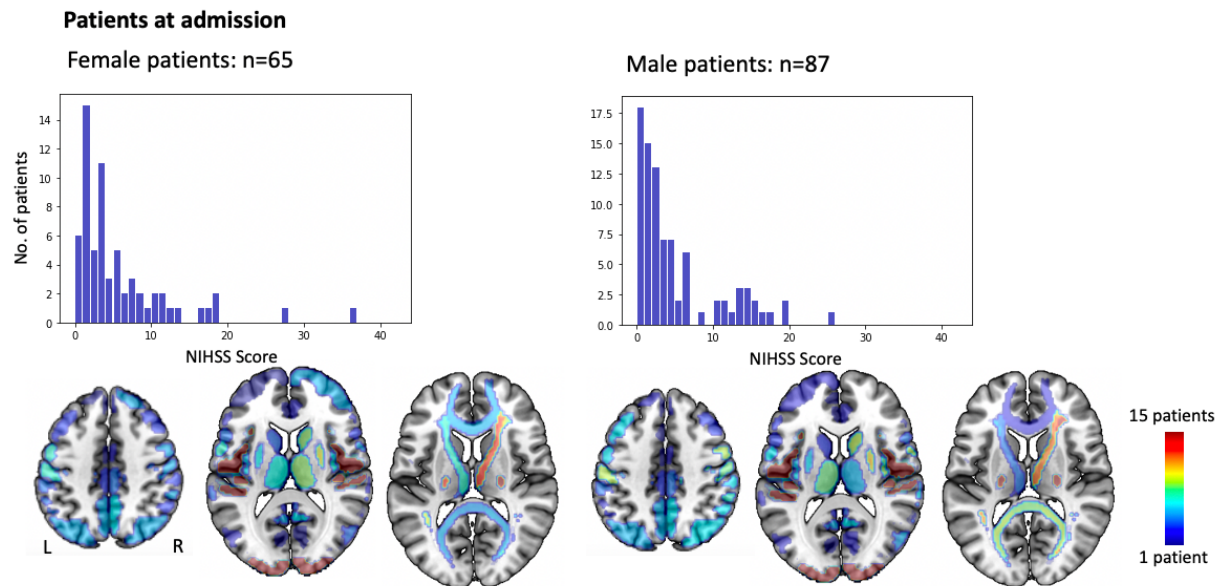 Patients at admission
Female patients: n=65
Male patients: n=87
No. of patients
14
12
10
8
6
4
2
0
0 10 20 30 40
NIHSS Score
17.5
15.0
12.5
10.0
7.5
5.0
2.5
0.0
0 10 20 30 40
NIHSS Score
L R
15 patients
1 patient